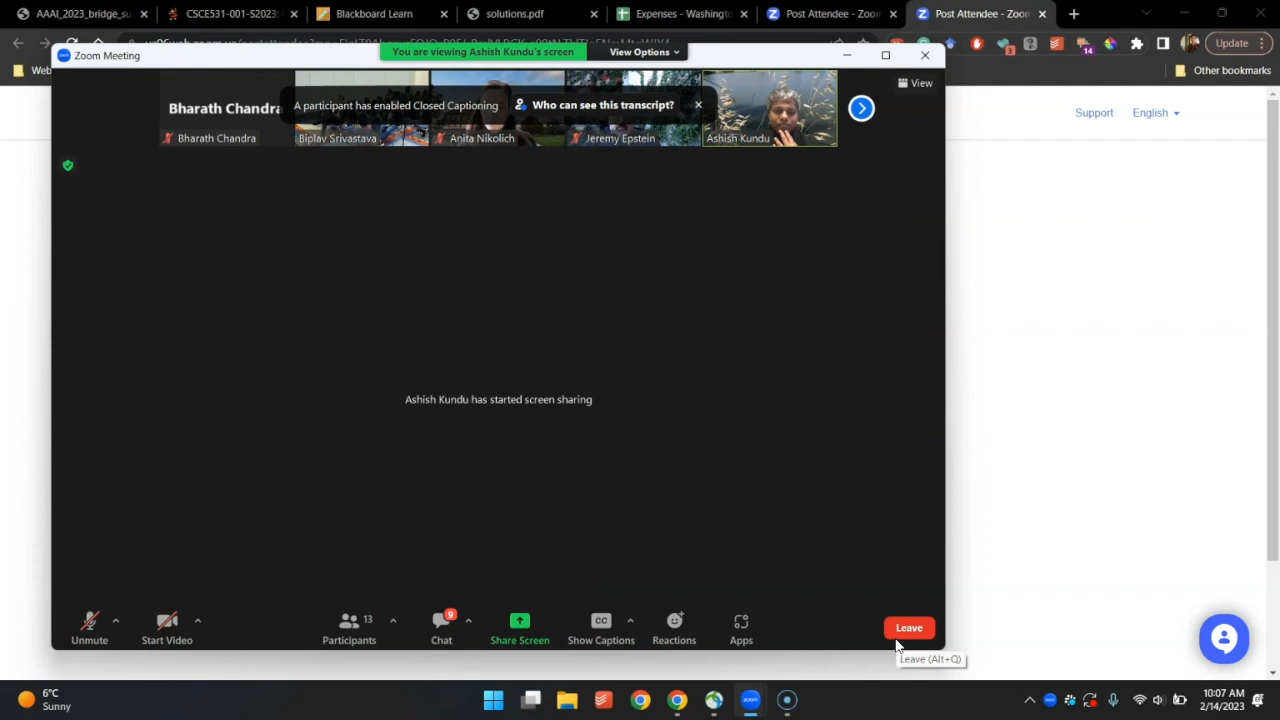 AAAI_2023_bridge_su
CSCE531-001-S2023:
Blackboard Learn
solutions.pdf
Expenses - Washingto
Post Attendee - Zoom
Post Attendee - Zoom
Update
Web
Other bookmarks
Zoom Meeting
You are viewing Ashish Kundu's screen
View Options
View
Bharath Chandra
A participant has enabled Closed Captioning
Who can see this transcript?
Bharath Chandra
Biplav Srivastava
Anita Nikolich
Jeremy Epstein
Ashish Kundu
Support
English
Ashish Kundu has started screen sharing
Unmute
Start Video
13
Participants
9
Chat
Share Screen
CC
Show Captions
Reactions
Apps
Leave
Leave (Alt+Q)
6°C
Sunny
zoom
10:07 AM
2/14/2023